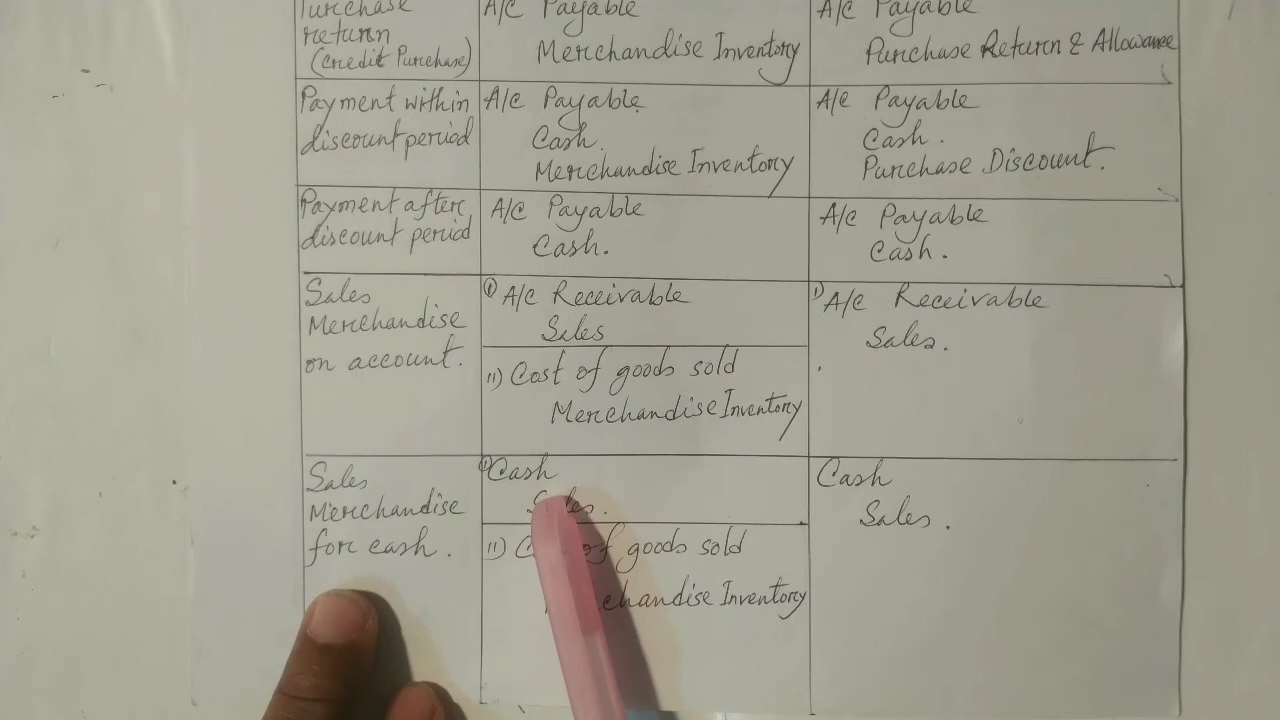 Purchase
return
(Credit Purchase)
A/C Payable
Merchandise Inventory
A/C Payable
Purchase Return & Allowance
Payment within
discount period
A/C Payable
Cash.
Merchandise Inventory
A/C Payable
Cash.
Purchase Discount.
Payment after
discount period
A/C Payable
Cash.
A/C Payable
Cash.
Sales
Merchandise
on account.
i) A/C Receivable
Sales
ii) Cost of goods sold
Merchandise Inventory
i) A/C Receivable
Sales.
Sales
Merchandise
for cash.
i) Cash
Sales.
ii) of goods sold
Inventory
Cash
Sales.